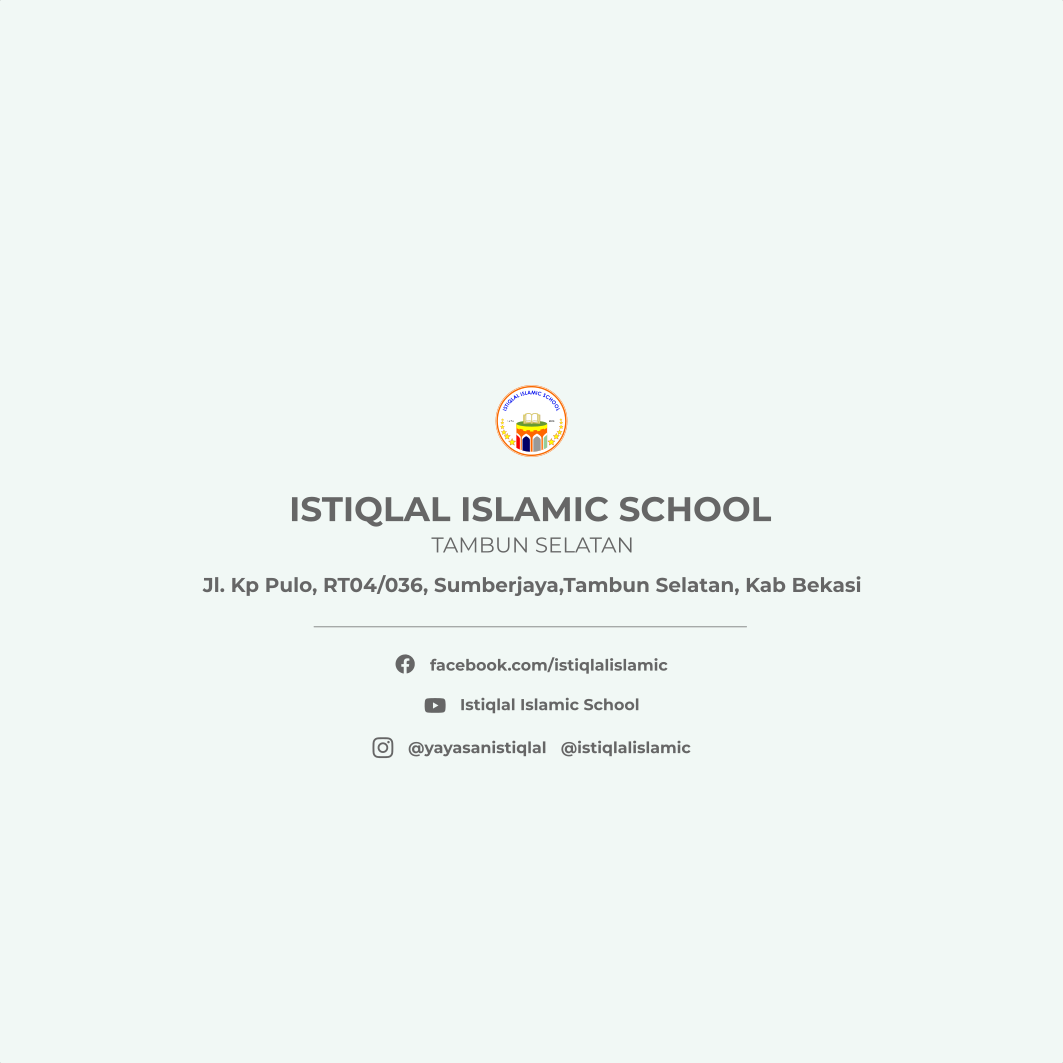 ISTIQLAL ISLAMIC SCHOOL
ISTIQLAL ISLAMIC SCHOOL
TAMBUN SELATAN
Jl. Kp Pulo, RT04/036, Sumberjaya,Tambun Selatan, Kab Bekasi
facebook.com/istiqlalislamic
Istiqlal Islamic School
@yayasanistiqlal @istiqlalislamic